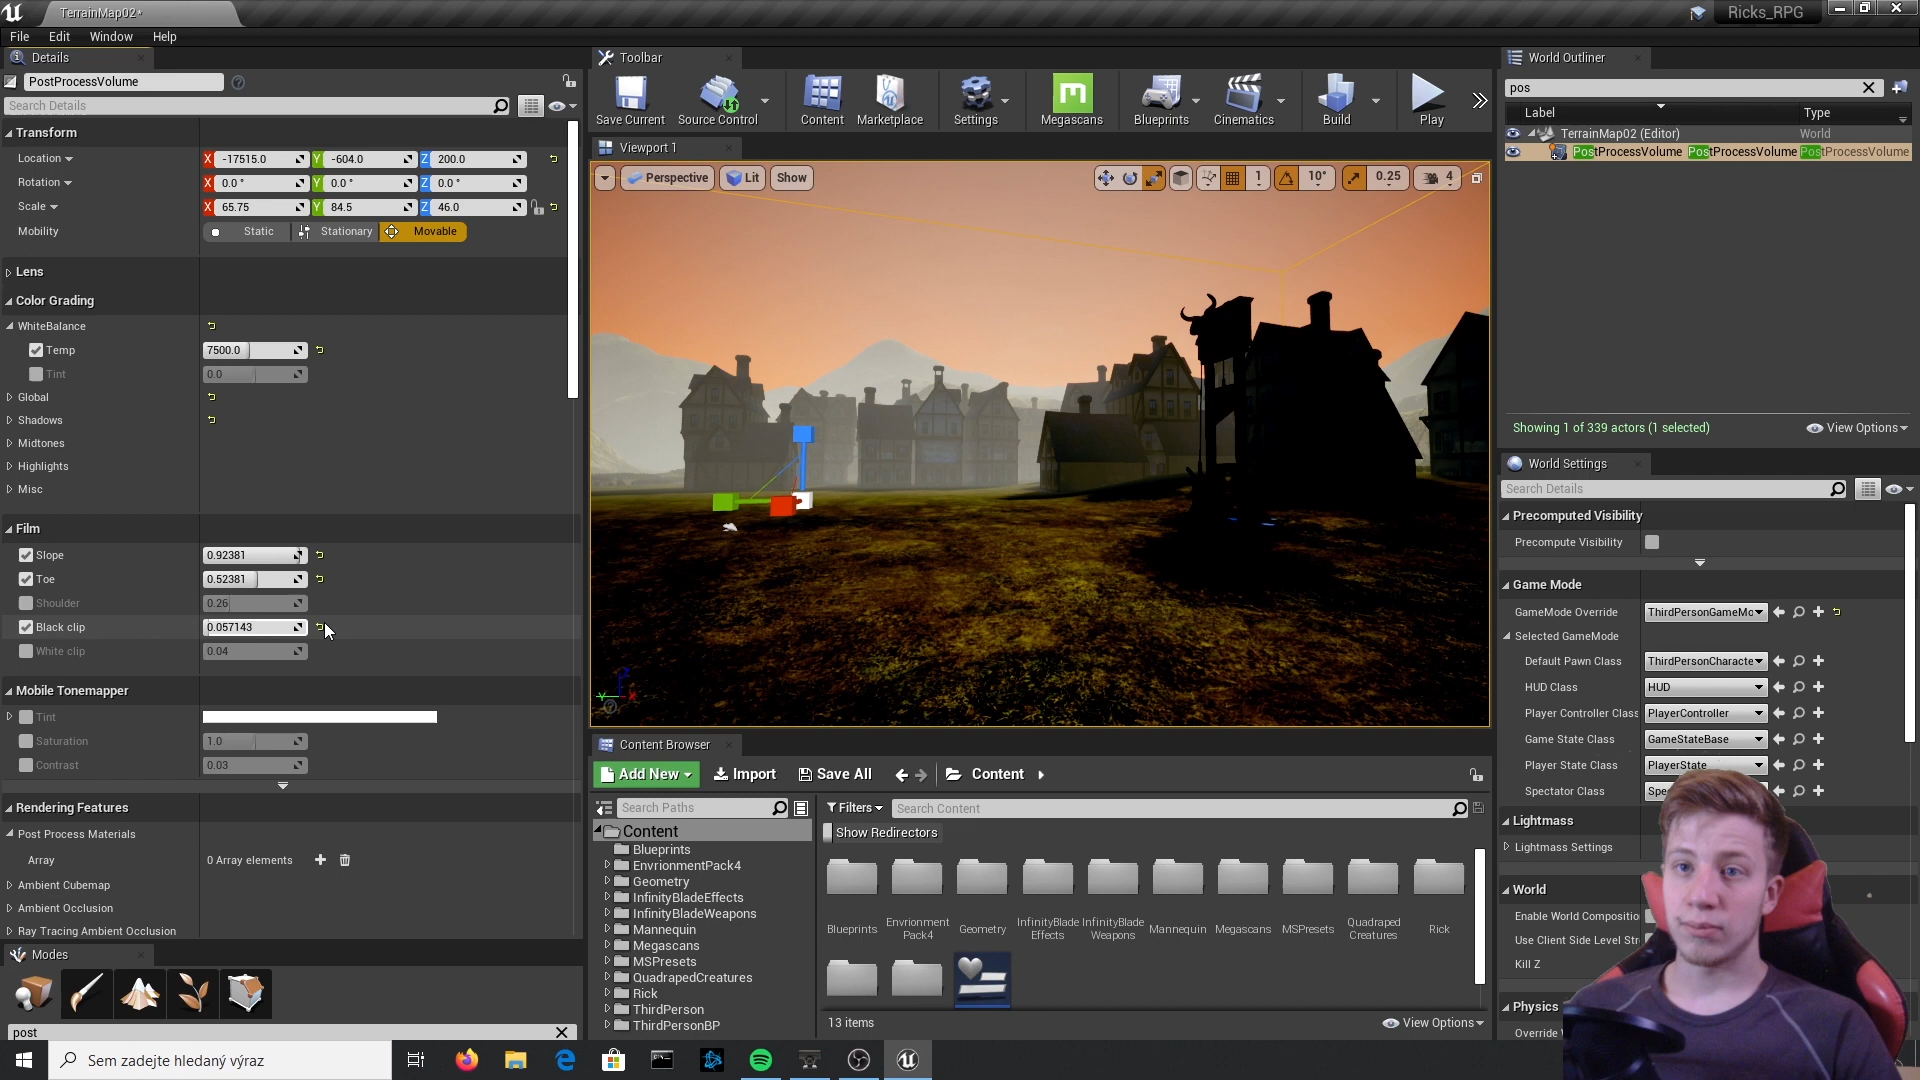 TerrainMap02*
Ricks_RPG
File Edit Window Help
Details
PostProcessVolume
Search Details
Transform
Location X -17515.0 Y -604.0 Z 200.0
Rotation X 0.0 ° Y 0.0 ° Z 0.0 °
Scale X 65.75 Y 84.5 Z 46.0
Mobility Static Stationary Movable
Lens
Color Grading
WhiteBalance
Temp 7500.0
Tint 0.0
Global
Shadows
Midtones
Highlights
Misc
Film
Slope 0.92381
Toe 0.52381
Shoulder 0.26
Black clip 0.057143
White clip 0.04
Mobile Tonemapper
Tint
Saturation 1.0
Contrast 0.03
Rendering Features
Post Process Materials
Array 0 Array elements
Ambient Cubemap
Ambient Occlusion
Ray Tracing Ambient Occlusion
Modes
post
Toolbar
Save Current Source Control Content Marketplace Settings Megascans Blueprints Cinematics Build Play
Viewport 1
Perspective Lit Show 1 10° 0.25 4
Content Browser
Add New Import Save All Content
Search Paths
Filters Search Content
Show Redirectors
Content
Blueprints
EnvrionmentPack4
Geometry
InfinityBladeEffects
InfinityBladeWeapons
Mannequin
Megascans
MSPresets
QuadrapedCreatures
Rick
ThirdPerson
ThirdPersonBP
Blueprints Envrionment Pack4 Geometry InfinityBlade Effects InfinityBlade Weapons Mannequin Megascans MSPresets Quadraped Creatures Rick
13 items
View Options
World Outliner
pos
Label Type
TerrainMap02 (Editor) World
PostProcessVolume PostProcessVolume PostProcessVolume
Showing 1 of 339 actors (1 selected)
View Options
World Settings
Search Details
Precomputed Visibility
Precompute Visibility
Game Mode
GameMode Override ThirdPersonGameMo
Selected GameMode
Default Pawn Class ThirdPersonCharacte
HUD Class HUD
Player Controller Class PlayerController
Game State Class GameStateBase
Player State Class PlayerState
Spectator Class Spe
Lightmass
Lightmass Settings
World
Enable World Compositio
Use Client Side Level Str
Kill Z
Physics
Override
Sem zadejte hledaný výraz